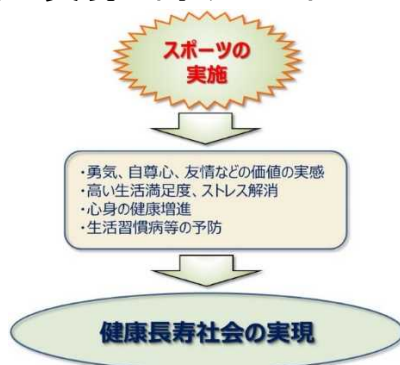 スポーツの
実施
・勇気、自尊心、友情などの価値の実感
・高い生活満足度、ストレス解消
・心身の健康増進
・生活習慣病等の予防
健康長寿社会の実現